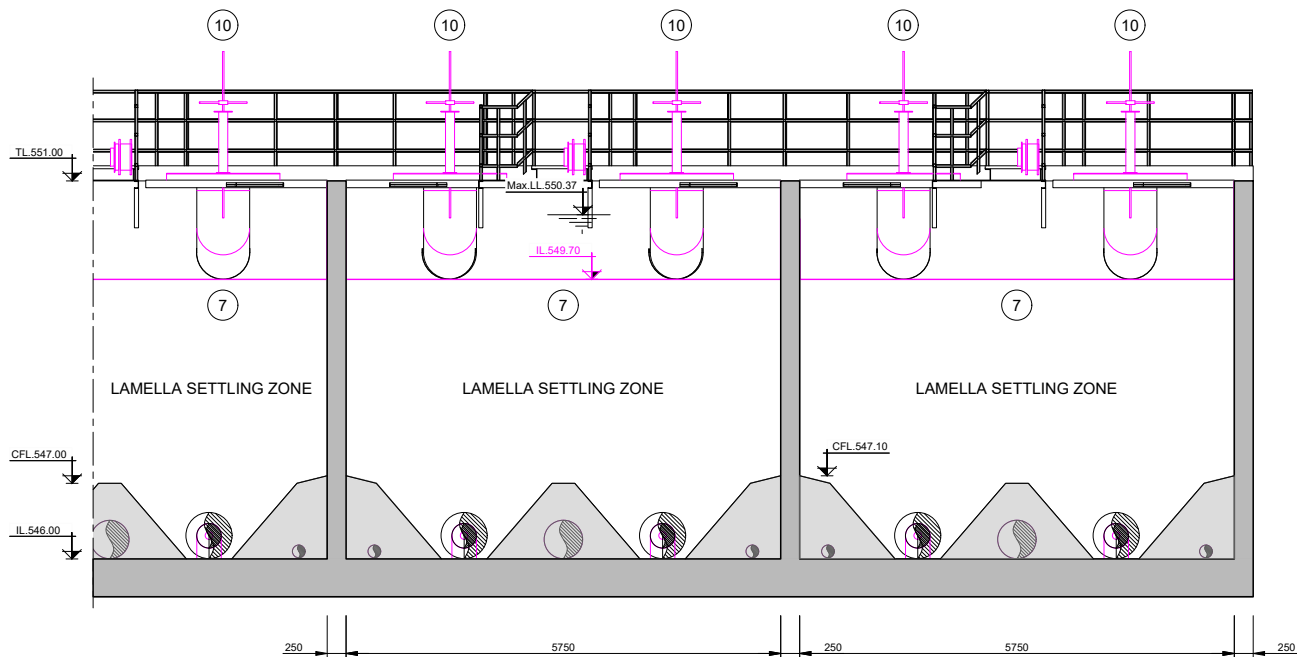 10 10 10 10 10
TL.551.00
Max.LL.550.37
IL.549.70
7 7 7
LAMELLA SETTLING ZONE LAMELLA SETTLING ZONE LAMELLA SETTLING ZONE
CFL.547.00
CFL.547.10
IL.546.00
250 5750 250 5750 250